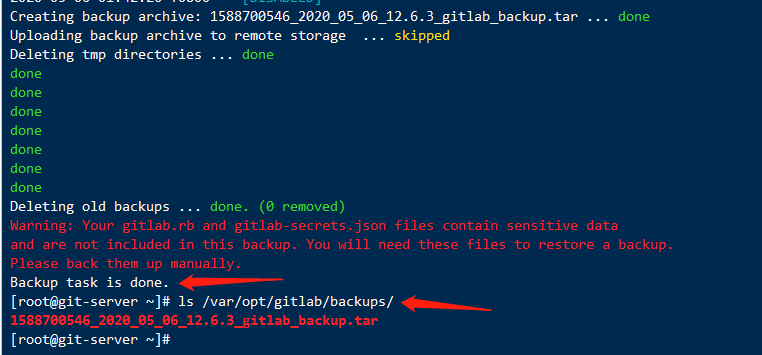 Creating backup archive: 1588700546_2020_05_06_12.6.3_gitlab_backup.tar ... done
Uploading backup archive to remote storage  ... skipped
Deleting tmp directories ... done
done
done
done
done
done
done
done
Deleting old backups ... done. (0 removed)
Warning: Your gitlab.rb and gitlab-secrets.json files contain sensitive data
and are not included in this backup. You will need these files to restore a backup.
Please back them up manually.
Backup task is done.
[root@git-server ~]# ls /var/opt/gitlab/backups/
1588700546_2020_05_06_12.6.3_gitlab_backup.tar
[root@git-server ~]#